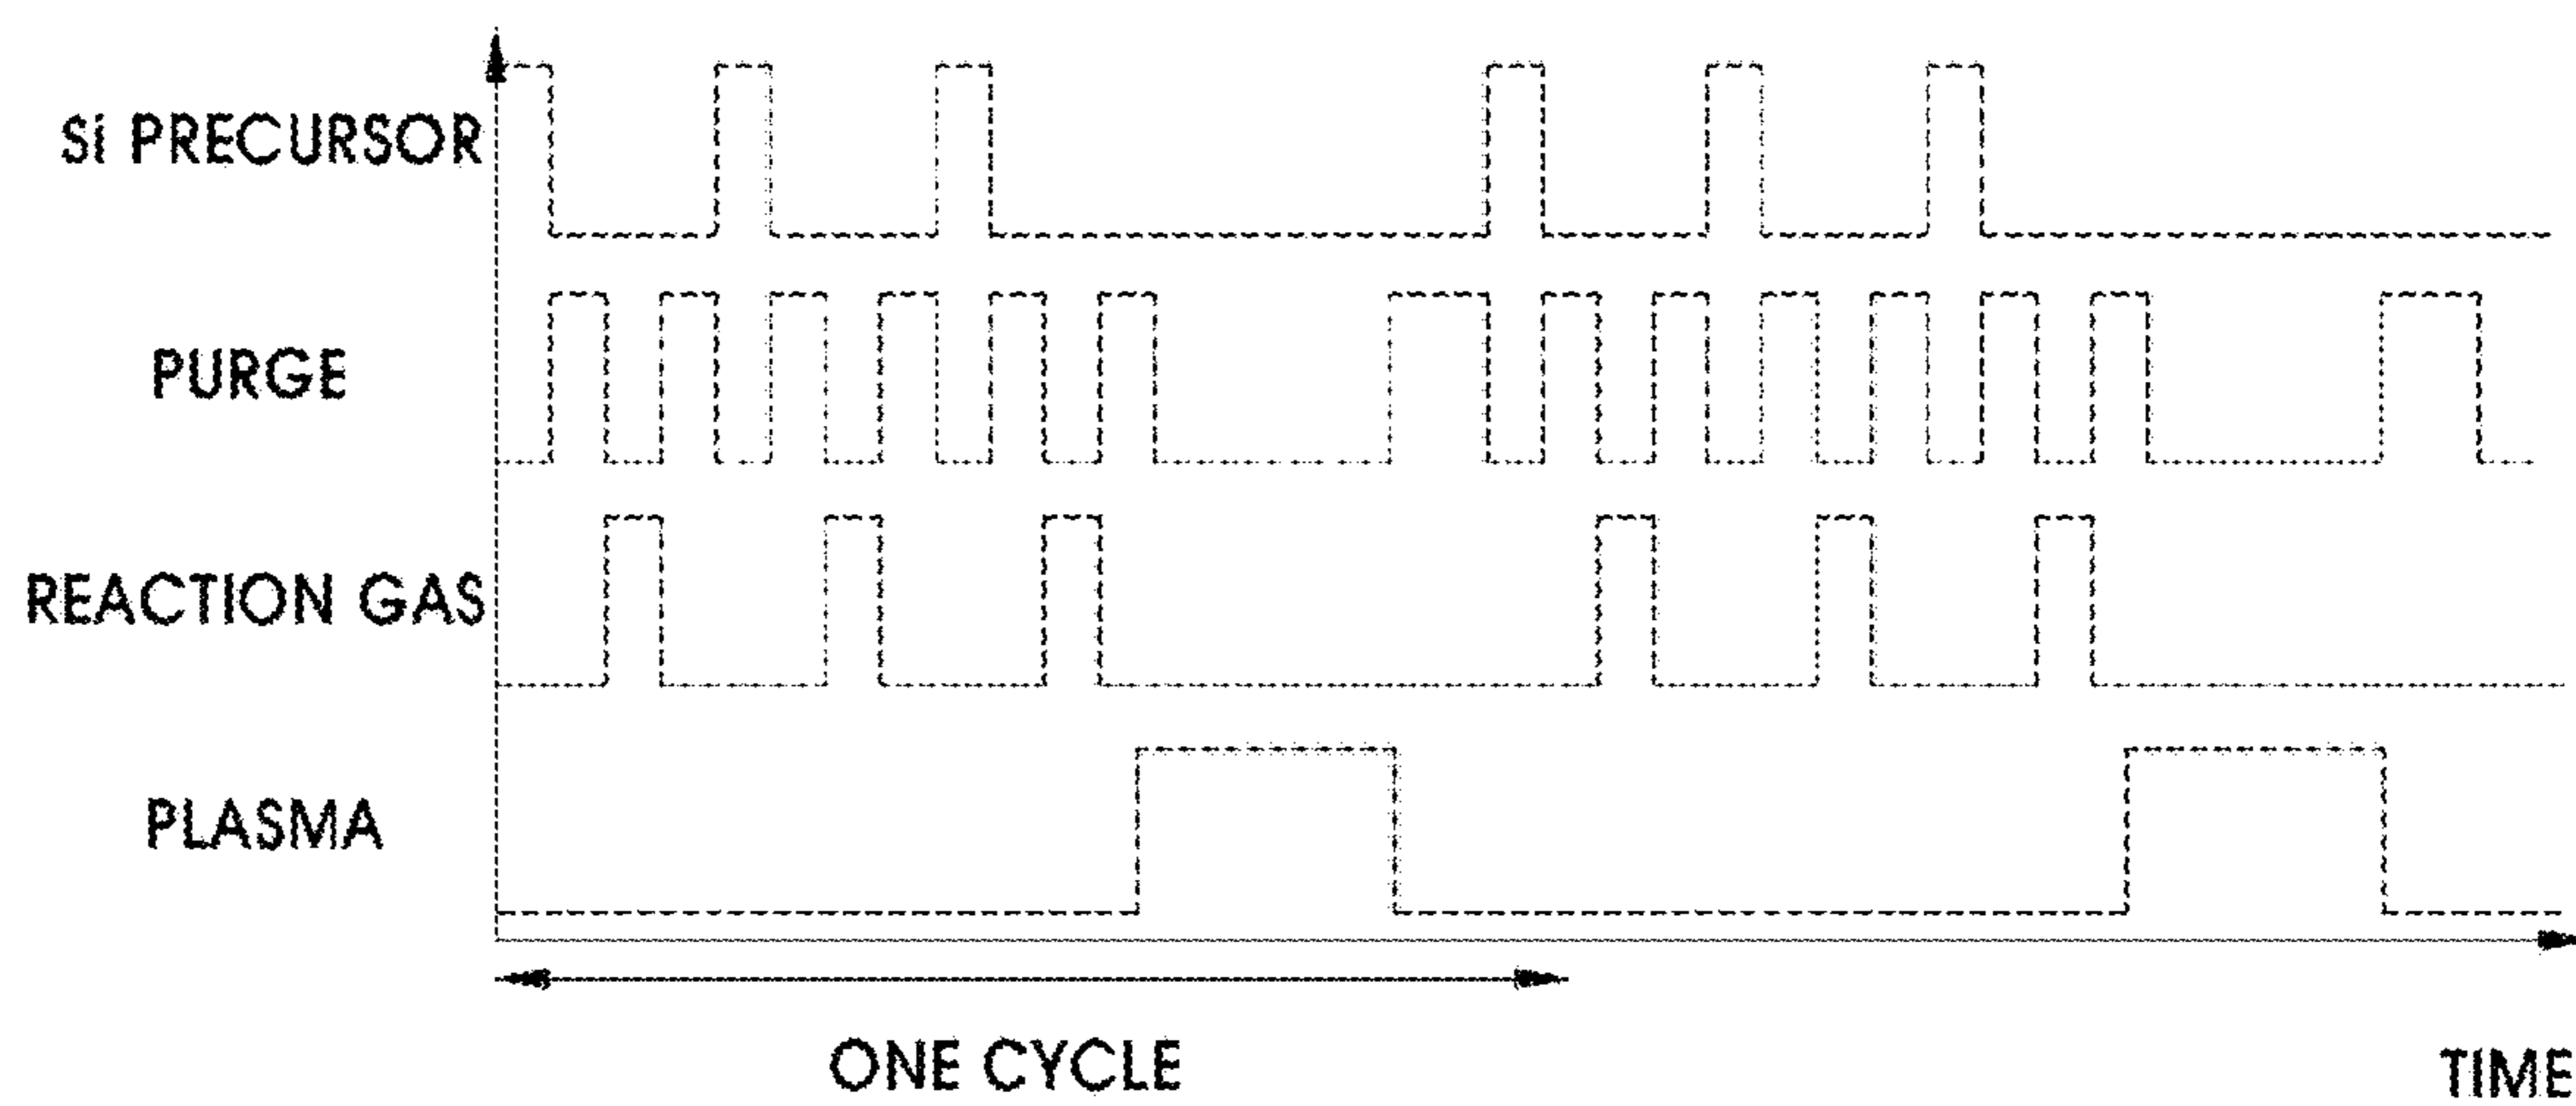 Si PRECURSOR
PURGE
REACTION GAS
PLASMA
ONE CYCLE
TIME